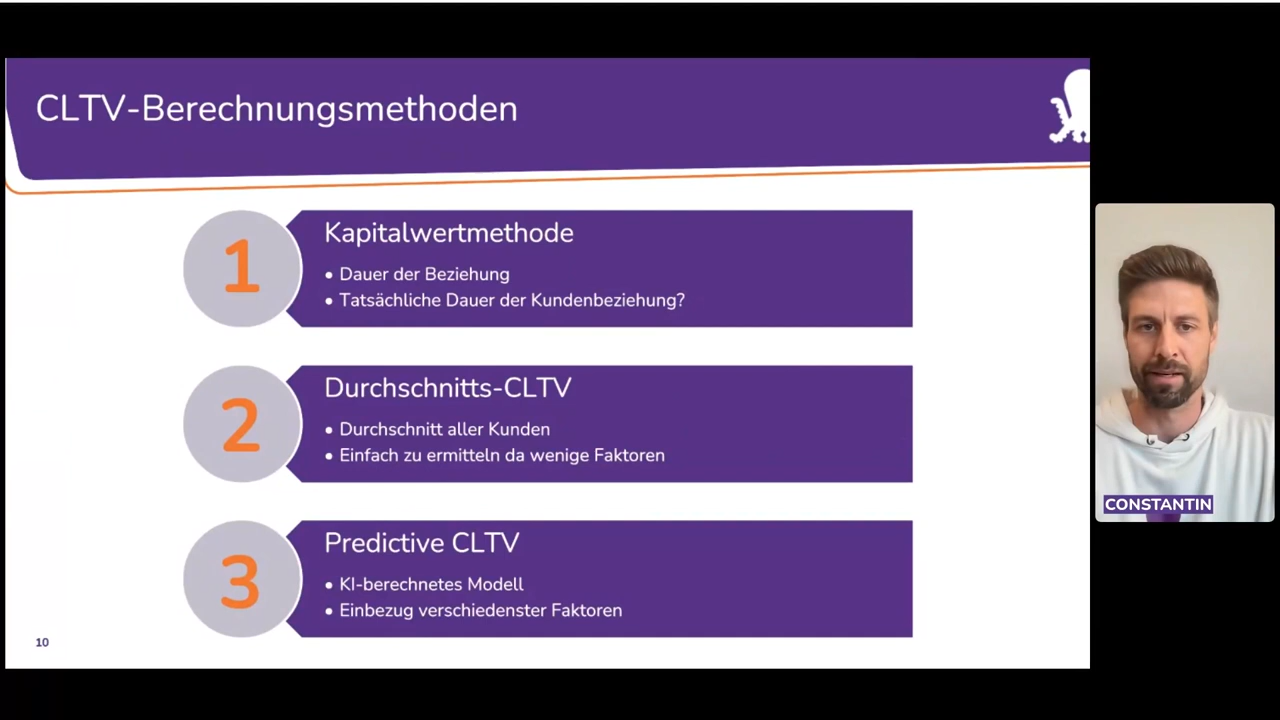 CLTV-Berechnungsmethoden
1
Kapitalwertmethode
• Dauer der Beziehung
• Tatsächliche Dauer der Kundenbeziehung?
2
Durchschnitts-CLTV
• Durchschnitt aller Kunden
• Einfach zu ermitteln da wenige Faktoren
3
Predictive CLTV
• KI-berechnetes Modell
• Einbezug verschiedenster Faktoren
10
CONSTANTIN